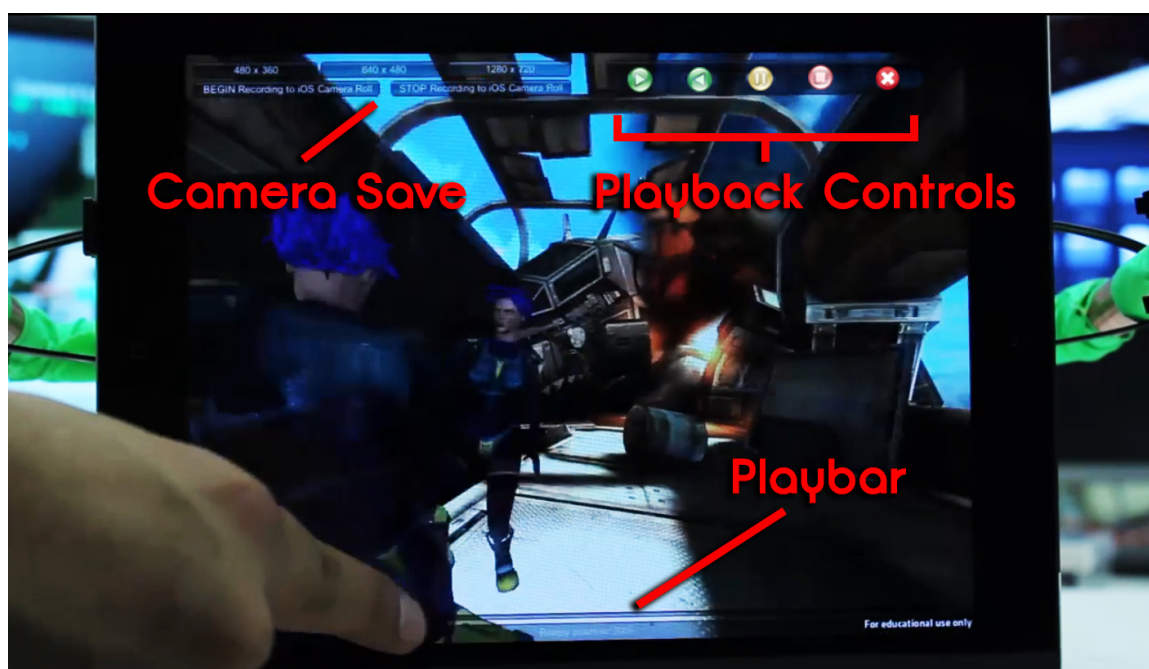 480 x 360 640 x 480 1280 x 720
BEGIN Recording to iOS Camera Roll STOP Recording to iOS Camera Roll
Camera Save Playback Controls
Playbar
For educational use only